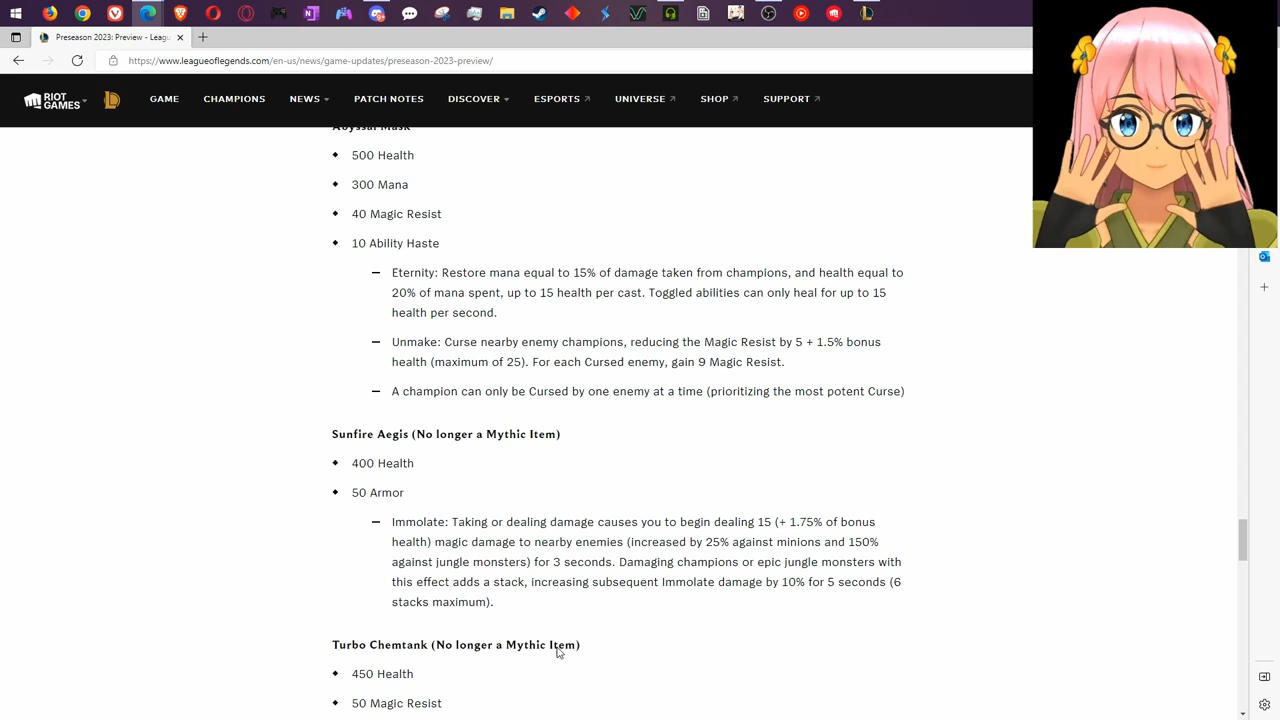 Preseason 2023: Preview - Leagu
https://www.leagueoflegends.com/en-us/news/game-updates/preseason-2023-preview/
RIOT GAMES
GAME
CHAMPIONS
NEWS
PATCH NOTES
DISCOVER
ESPORTS
UNIVERSE
SHOP
SUPPORT
Abyssal Mask
500 Health
300 Mana
40 Magic Resist
10 Ability Haste
Eternity: Restore mana equal to 15% of damage taken from champions, and health equal to
20% of mana spent, up to 15 health per cast. Toggled abilities can only heal for up to 15
health per second.
Unmake: Curse nearby enemy champions, reducing the Magic Resist by 5 + 1.5% bonus
health (maximum of 25). For each Cursed enemy, gain 9 Magic Resist.
A champion can only be Cursed by one enemy at a time (prioritizing the most potent Curse)
Sunfire Aegis (No longer a Mythic Item)
400 Health
50 Armor
Immolate: Taking or dealing damage causes you to begin dealing 15 (+ 1.75% of bonus
health) magic damage to nearby enemies (increased by 25% against minions and 150%
against jungle monsters) for 3 seconds. Damaging champions or epic jungle monsters with
this effect adds a stack, increasing subsequent Immolate damage by 10% for 5 seconds (6
stacks maximum).
Turbo Chemtank (No longer a Mythic Item)
450 Health
50 Magic Resist